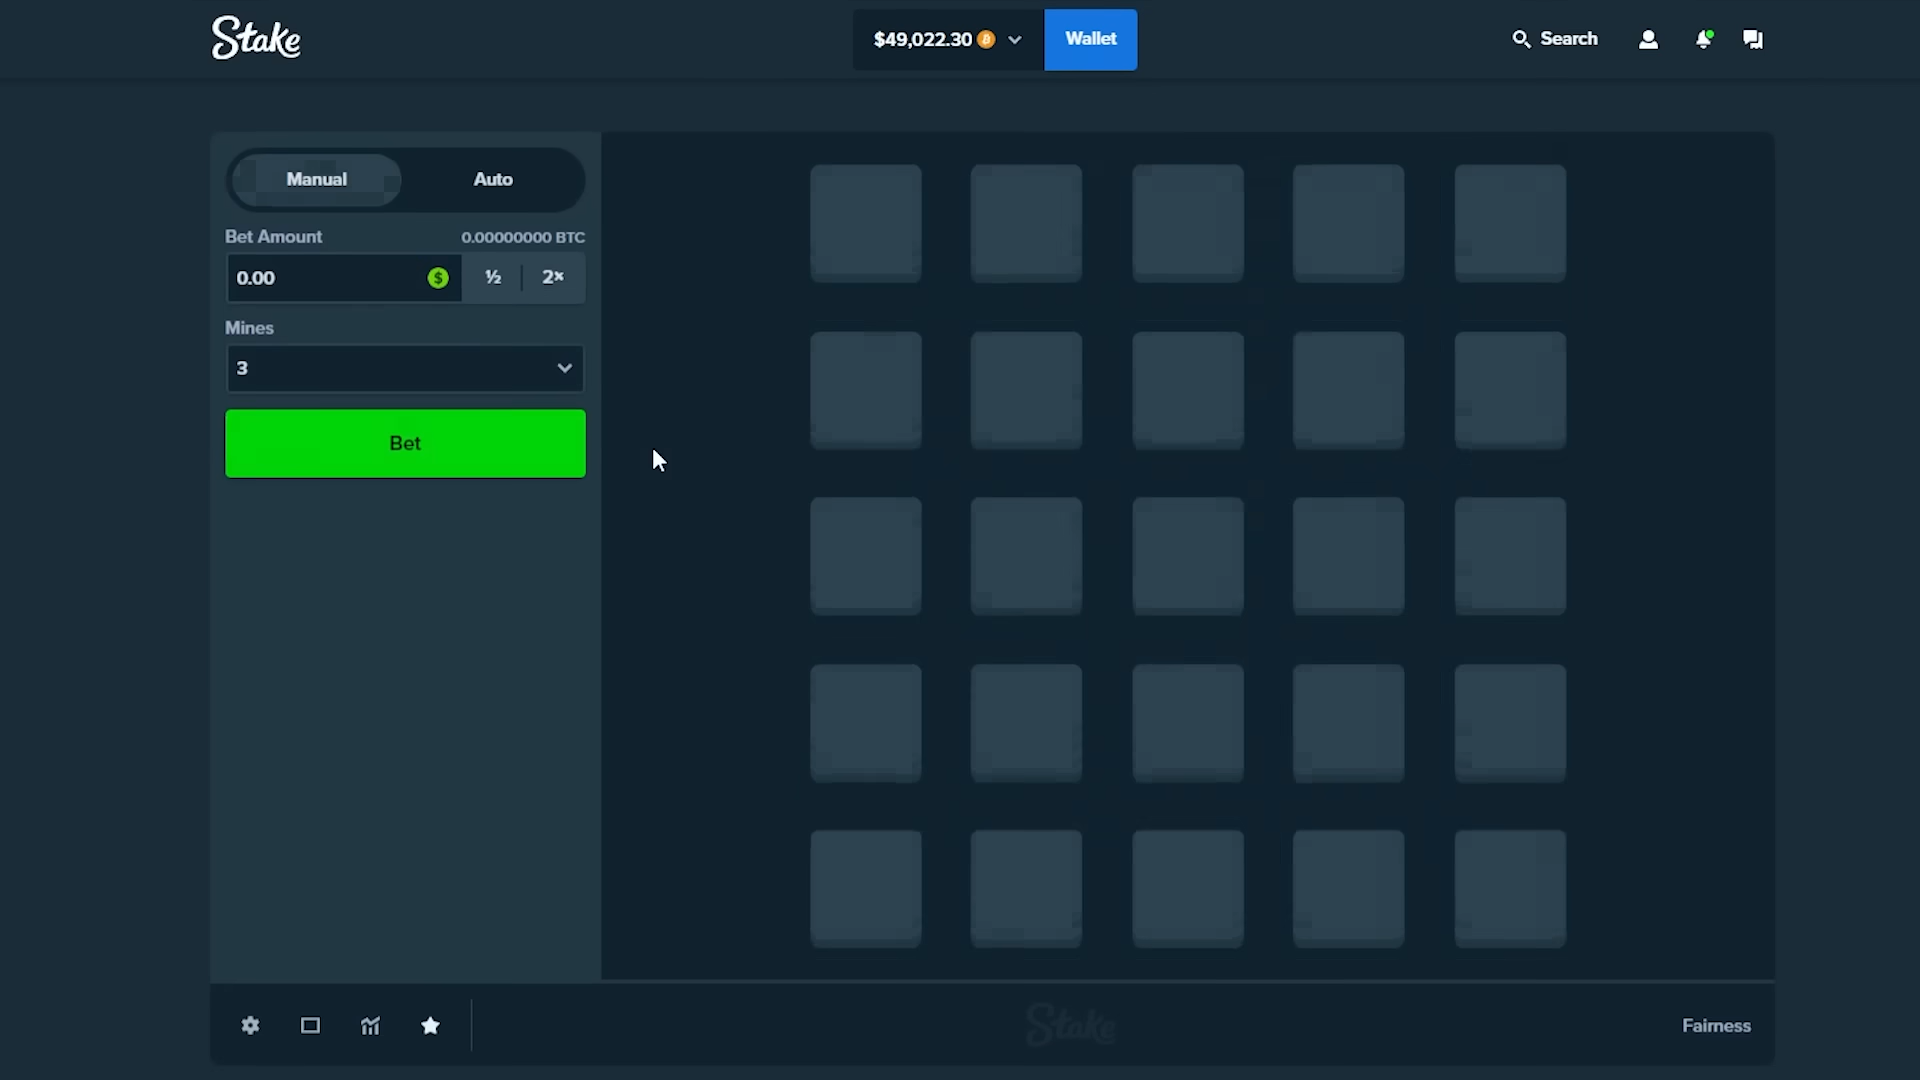 Stake
$49,022.30
Wallet
Search
Manual
Auto
Bet Amount
0.00000000 BTC
0.00
$
½
2×
Mines
3
Bet
Stake
Fairness